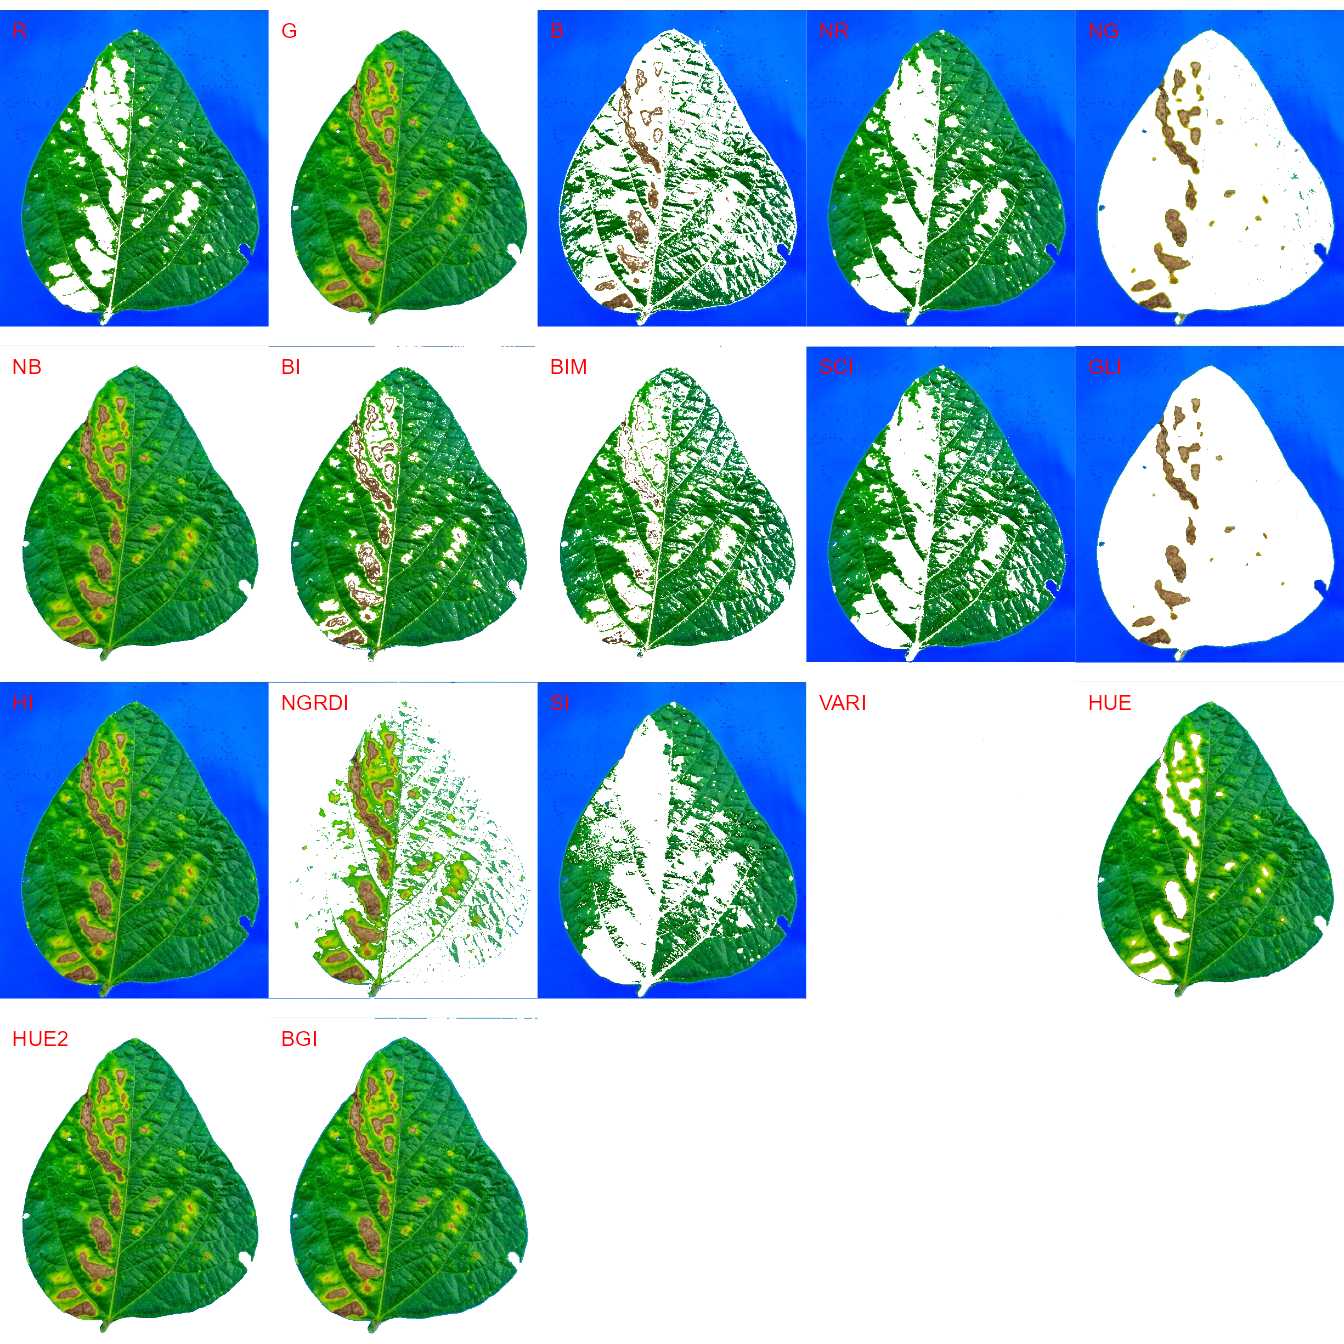 R G B NR NG
NB BI BIM SCI GLI
HI NGRDI SI VARI HUE
HUE2 BGI